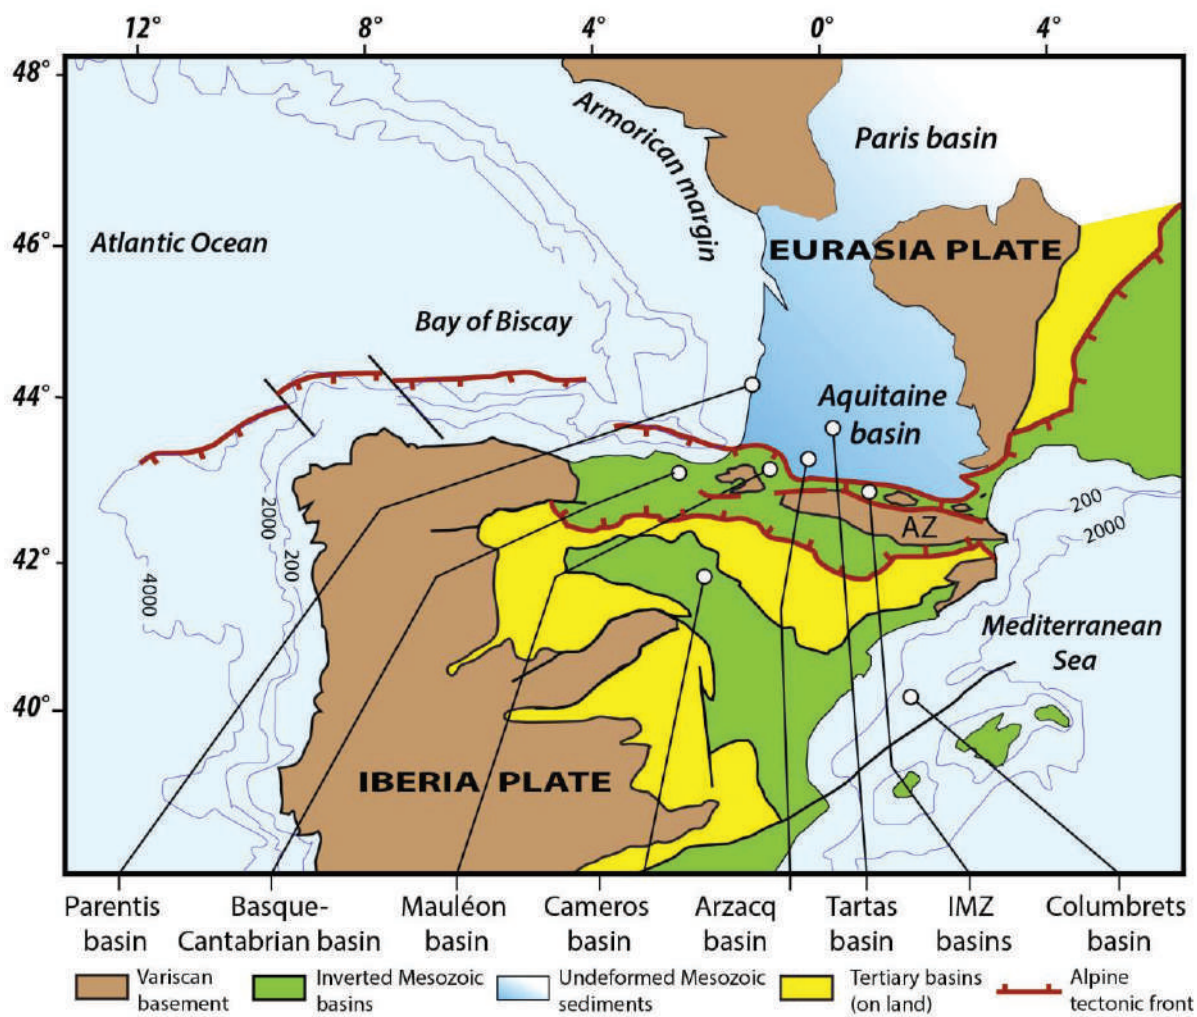 12° 8° 4° 0° 4°
48°
Armorican margin
Paris basin
46°
Atlantic Ocean
EURASIA PLATE
Bay of Biscay
44°
Aquitaine
basin
200
2000
2000
200
AZ
42°
4000
Mediterranean
Sea
40°
IBERIA PLATE
Parentis
basin
Basque-
Cantabrian basin
Mauléon
basin
Cameros
basin
Arzacq
basin
Tartas
basin
IMZ
basins
Columbrets
basin
Variscan
basement
Inverted Mesozoic
basins
Undeformed Mesozoic
sediments
Tertiary basins
(on land)
Alpine
tectonic front